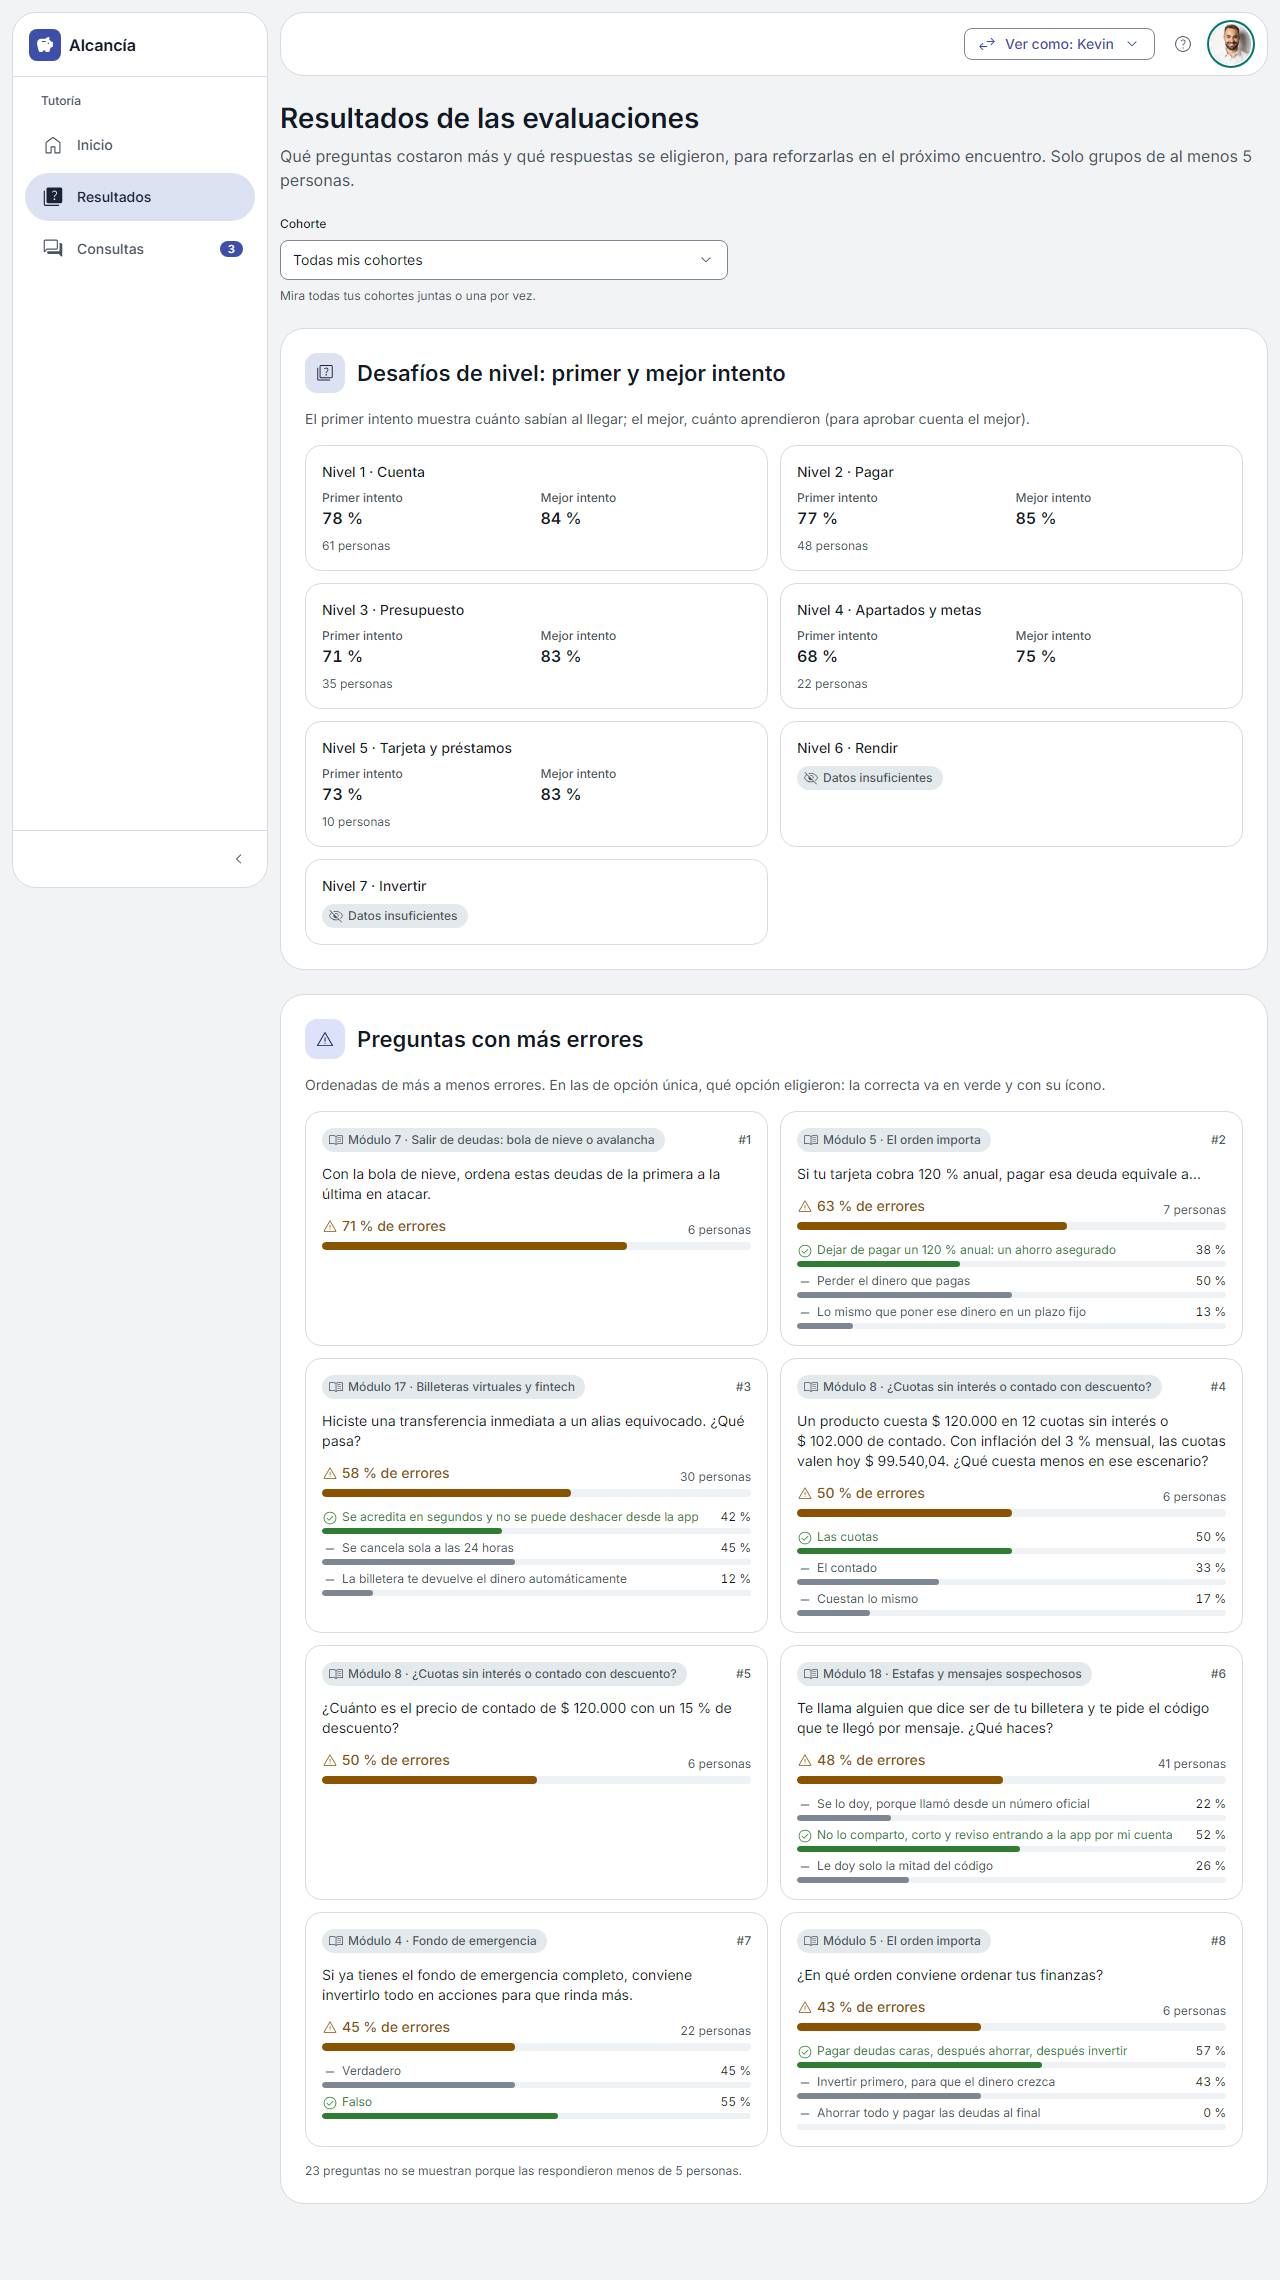 Alcancía
Ver como: Kevin
Tutoría
Inicio
Resultados
Consultas
3
Resultados de las evaluaciones
Qué preguntas costaron más y qué respuestas se eligieron, para reforzarlas en el próximo encuentro. Solo grupos de al menos 5
personas.
Cohorte
Todas mis cohortes
Mira todas tus cohortes juntas o una por vez.
Desafíos de nivel: primer y mejor intento
El primer intento muestra cuánto sabían al llegar; el mejor, cuánto aprendieron (para aprobar cuenta el mejor).
Nivel 1 · Cuenta
Primer intento
Mejor intento
78 %
84 %
61 personas
Nivel 2 · Pagar
Primer intento
Mejor intento
77 %
85 %
48 personas
Nivel 3 · Presupuesto
Primer intento
Mejor intento
71 %
83 %
35 personas
Nivel 4 · Apartados y metas
Primer intento
Mejor intento
68 %
75 %
22 personas
Nivel 5 · Tarjeta y préstamos
Primer intento
Mejor intento
73 %
83 %
10 personas
Nivel 6 · Rendir
Datos insuficientes
Nivel 7 · Invertir
Datos insuficientes
Preguntas con más errores
Ordenadas de más a menos errores. En las de opción única, qué opción eligieron: la correcta va en verde y con su ícono.
Módulo 7 · Salir de deudas: bola de nieve o avalancha
#1
Con la bola de nieve, ordena estas deudas de la primera a la
última en atacar.
71 % de errores
6 personas
Módulo 5 · El orden importa
#2
Si tu tarjeta cobra 120 % anual, pagar esa deuda equivale a...
63 % de errores
7 personas
Dejar de pagar un 120 % anual: un ahorro asegurado
38 %
Perder el dinero que pagas
50 %
Lo mismo que poner ese dinero en un plazo fijo
13 %
Módulo 17 · Billeteras virtuales y fintech
#3
Hiciste una transferencia inmediata a un alias equivocado. ¿Qué
pasa?
58 % de errores
30 personas
Se acredita en segundos y no se puede deshacer desde la app
42 %
Se cancela sola a las 24 horas
45 %
La billetera te devuelve el dinero automáticamente
12 %
Módulo 8 · ¿Cuotas sin interés o contado con descuento?
#4
Un producto cuesta $ 120.000 en 12 cuotas sin interés o
$ 102.000 de contado. Con inflación del 3 % mensual, las cuotas
valen hoy $ 99.540,04. ¿Qué cuesta menos en ese escenario?
50 % de errores
6 personas
Las cuotas
50 %
El contado
33 %
Cuestan lo mismo
17 %
Módulo 8 · ¿Cuotas sin interés o contado con descuento?
#5
¿Cuánto es el precio de contado de $ 120.000 con un 15 % de
descuento?
50 % de errores
6 personas
Módulo 18 · Estafas y mensajes sospechosos
#6
Te llama alguien que dice ser de tu billetera y te pide el código
que te llegó por mensaje. ¿Qué haces?
48 % de errores
41 personas
Se lo doy, porque llamó desde un número oficial
22 %
No lo comparto, corto y reviso entrando a la app por mi cuenta
52 %
Le doy solo la mitad del código
26 %
Módulo 4 · Fondo de emergencia
#7
Si ya tienes el fondo de emergencia completo, conviene
invertirlo todo en acciones para que rinda más.
45 % de errores
22 personas
Verdadero
45 %
Falso
55 %
Módulo 5 · El orden importa
#8
¿En qué orden conviene ordenar tus finanzas?
43 % de errores
6 personas
Pagar deudas caras, después ahorrar, después invertir
57 %
Invertir primero, para que el dinero crezca
43 %
Ahorrar todo y pagar las deudas al final
0 %
23 preguntas no se muestran porque las respondieron menos de 5 personas.